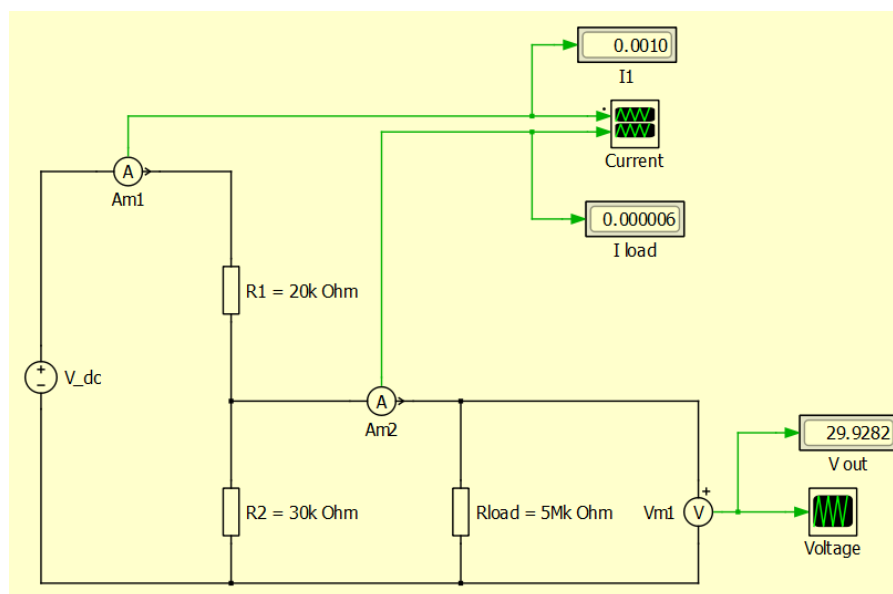 0.0010
I1
Current
A
Am1
0.000006
I load
R1 = 20k Ohm
V_dc
A
Am2
29.9282
V out
R2 = 30k Ohm
Rload = 5Mk Ohm
Vm1
V
Voltage